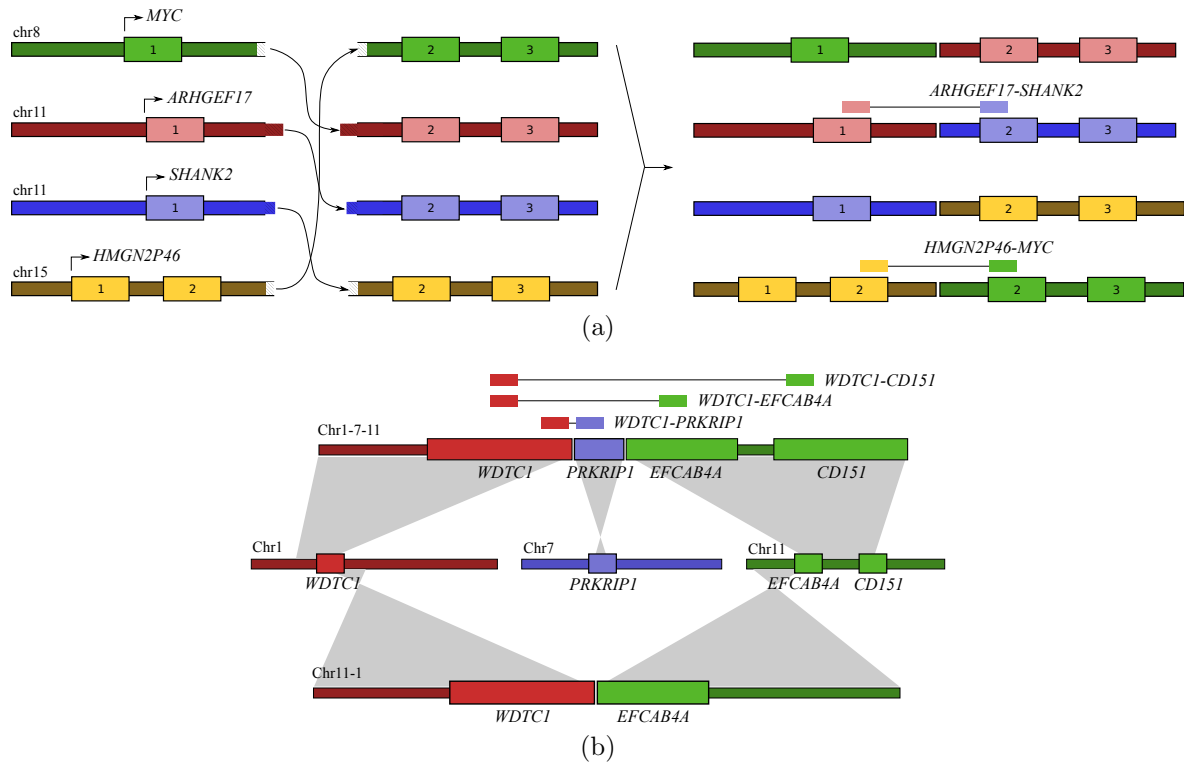 chr8 MYC
1 2 3 1 2 3
chr11 ARHGEF17 ARHGEF17-SHANK2
1 2 3 1 2 3
chr11 SHANK2
1 2 3 1 2 3
chr15 HMGN2P46 HMGN2P46-MYC
1 2 2 3 1 2 2 3
(a)
WDTC1-CD151
WDTC1-EFCAB4A
WDTC1-PRKRIP1
Chr1-7-11
WDTC1 PRKRIP1 EFCAB4A CD151
Chr1 Chr7 Chr11
WDTC1 PRKRIP1 EFCAB4A CD151
Chr11-1
WDTC1 EFCAB4A
(b)